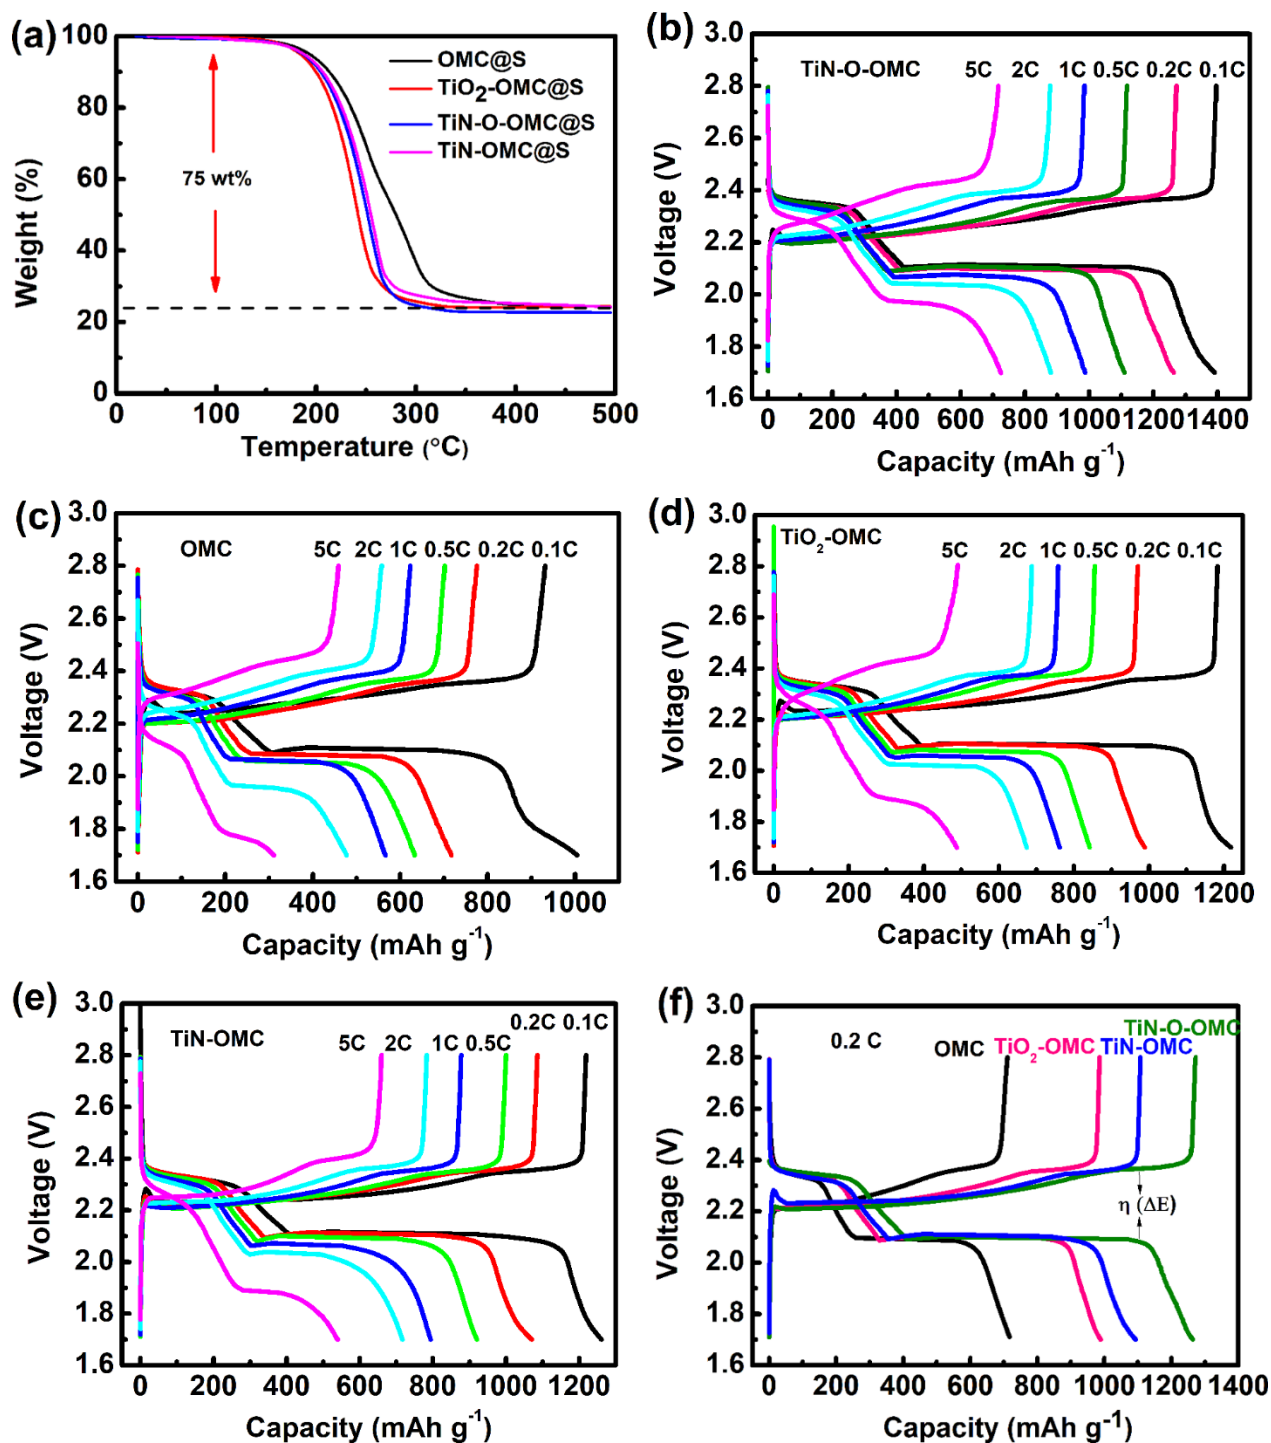 (a)
100
80
60
40
20
0
Weight (%)
OMC@S
TiO2-OMC@S
TiN-O-OMC@S
TiN-OMC@S
75 wt%
0 100 200 300 400 500
Temperature (°C)
(b)
3.0
2.8
2.6
2.4
2.2
2.0
1.8
1.6
Voltage (V)
TiN-O-OMC
5C 2C 1C 0.5C 0.2C 0.1C
0 200 400 600 800 1000 1200 1400
Capacity (mAh g-1)
(c)
3.0
2.8
2.6
2.4
2.2
2.0
1.8
1.6
Voltage (V)
OMC
5C 2C 1C 0.5C 0.2C 0.1C
0 200 400 600 800 1000
Capacity (mAh g-1)
(d)
3.0
2.8
2.6
2.4
2.2
2.0
1.8
1.6
Voltage (V)
TiO2-OMC
5C 2C 1C 0.5C 0.2C 0.1C
0 200 400 600 800 1000 1200
Capacity (mAh g-1)
(e)
3.0
2.8
2.6
2.4
2.2
2.0
1.8
1.6
Voltage (V)
TiN-OMC
5C 2C 1C 0.5C 0.2C 0.1C
0 200 400 600 800 1000 1200
Capacity (mAh g-1)
(f)
3.0
2.8
2.6
2.4
2.2
2.0
1.8
1.6
Voltage (V)
0.2 C
OMC
TiO2-OMC
TiN-OMC
TiN-O-OMC
η (ΔE)
0 200 400 600 800 1000 1200 1400
Capacity (mAh g-1)